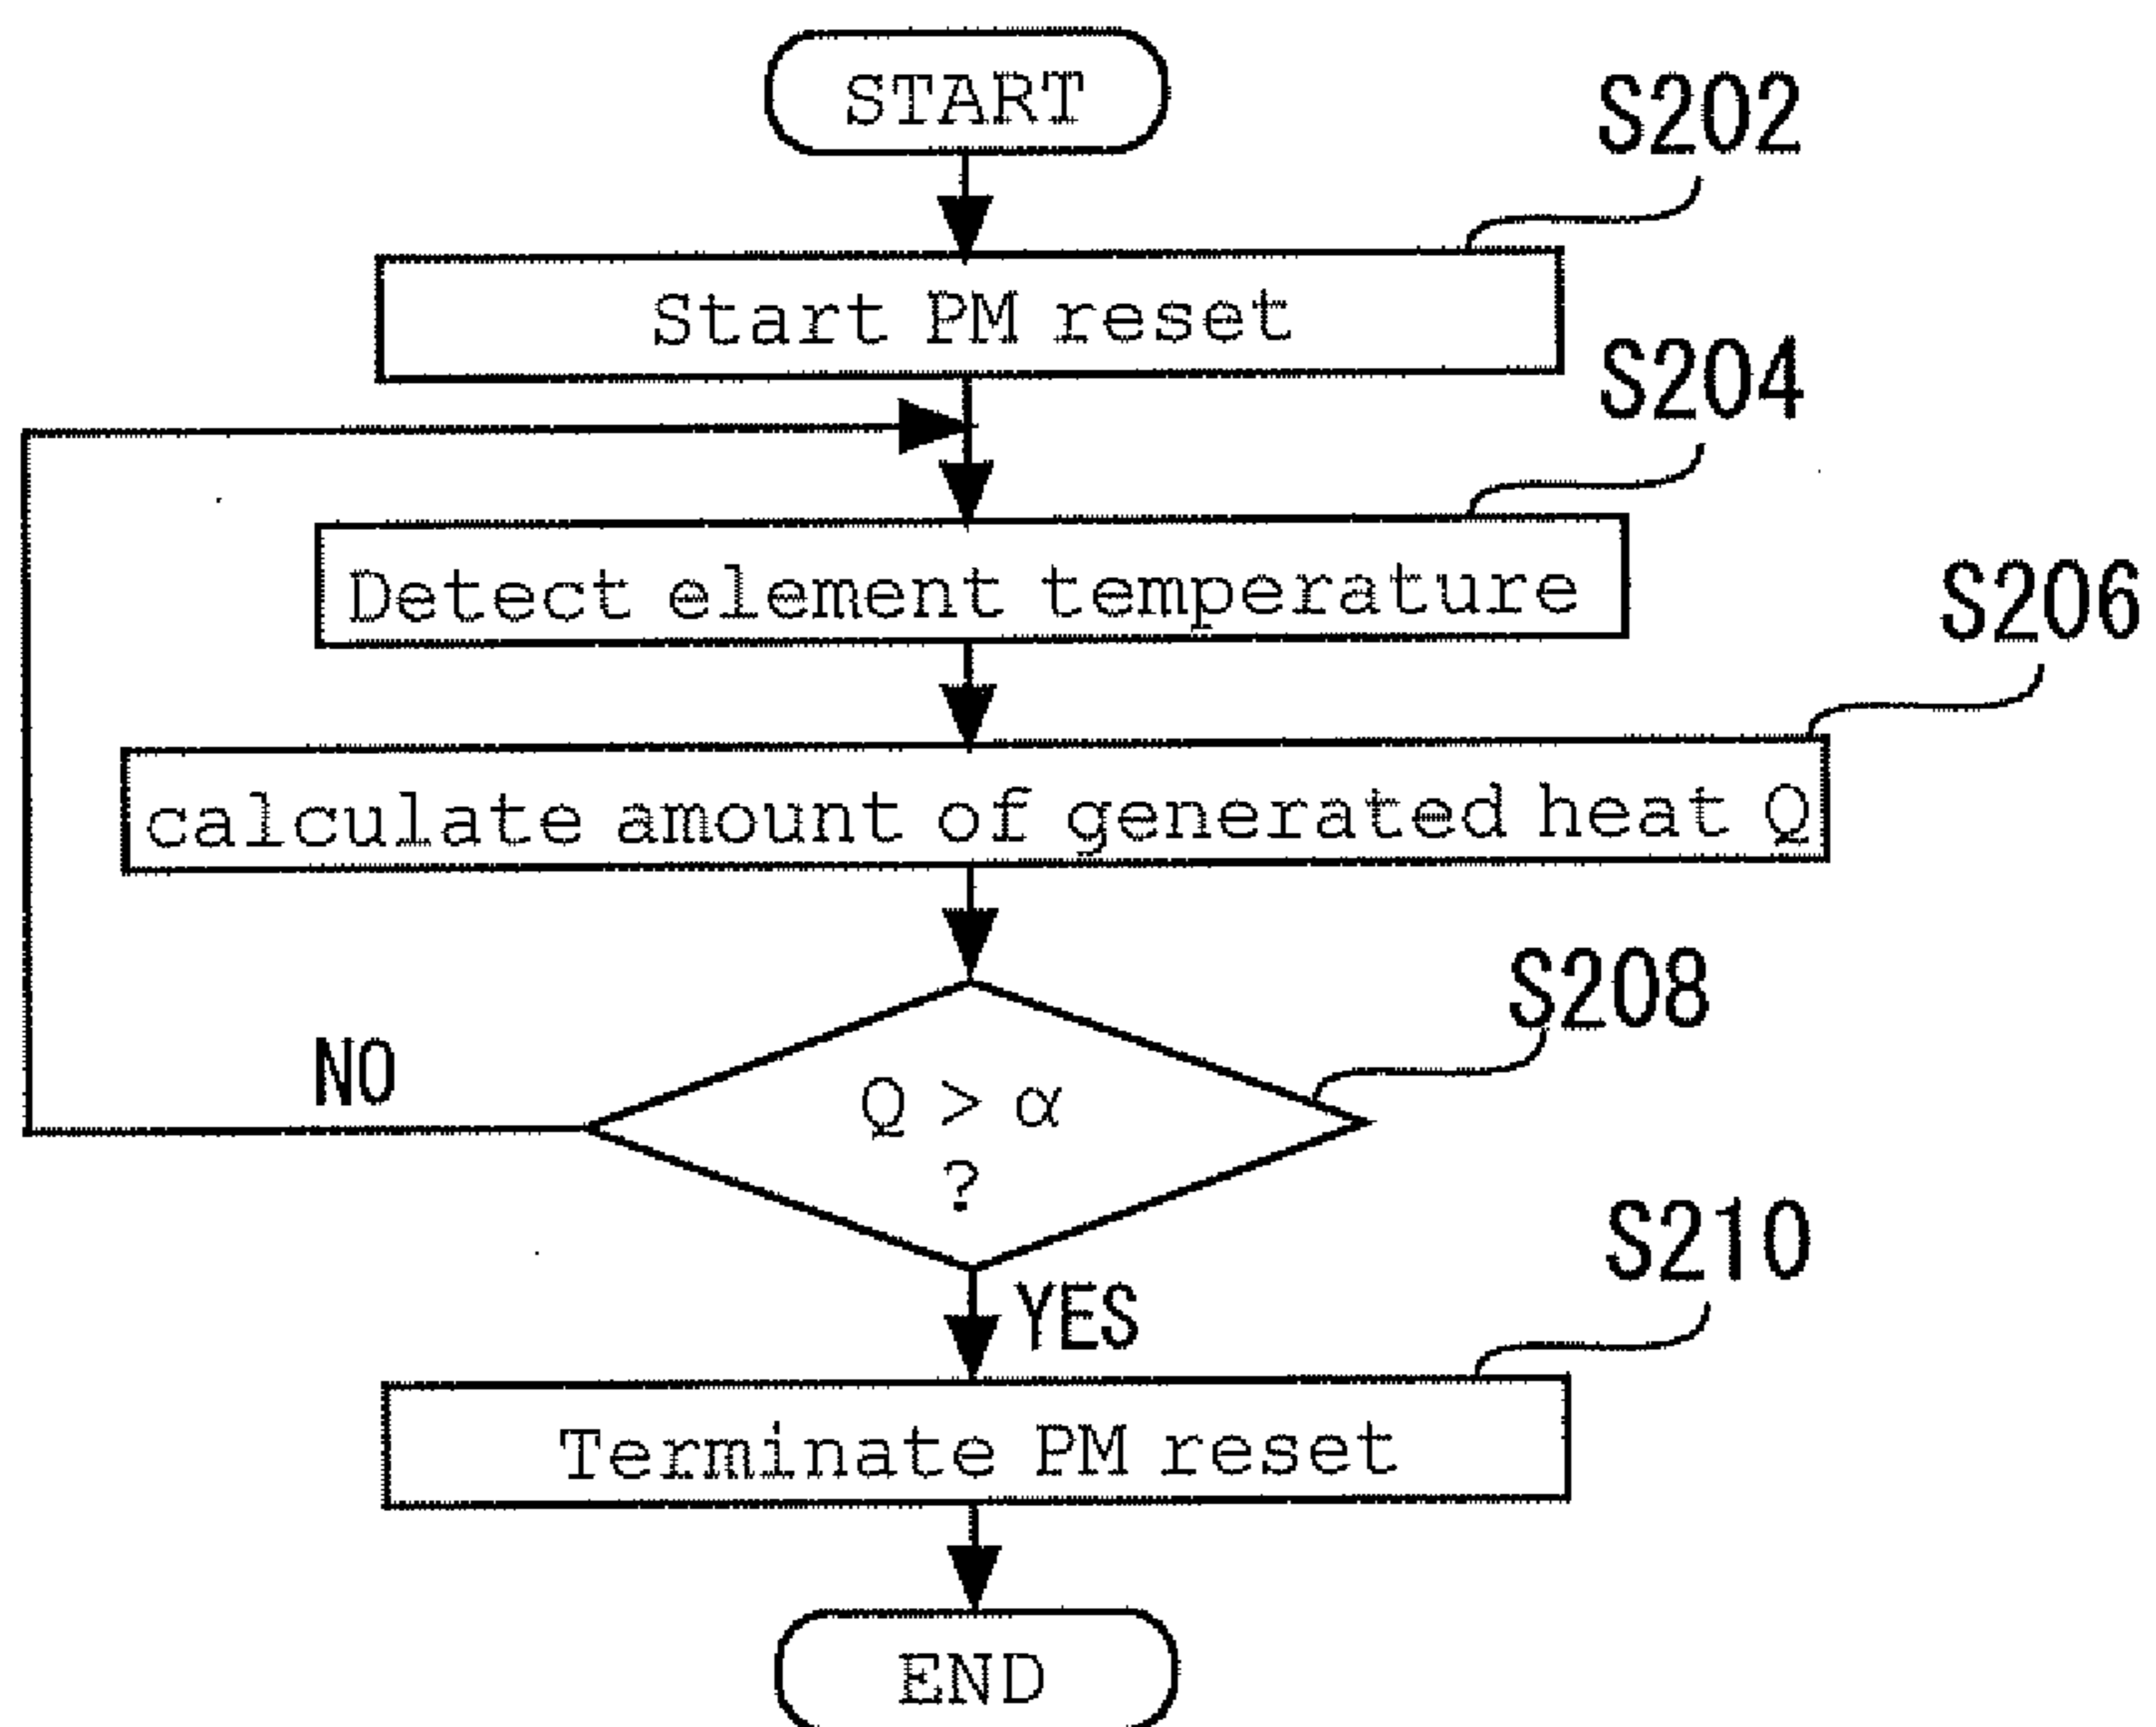 START
S202
Start PM reset
S204
Detect element temperature
S206
calculate amount of generated heat Q
S208
NO
Q > α
?
YES
S210
Terminate PM reset
END